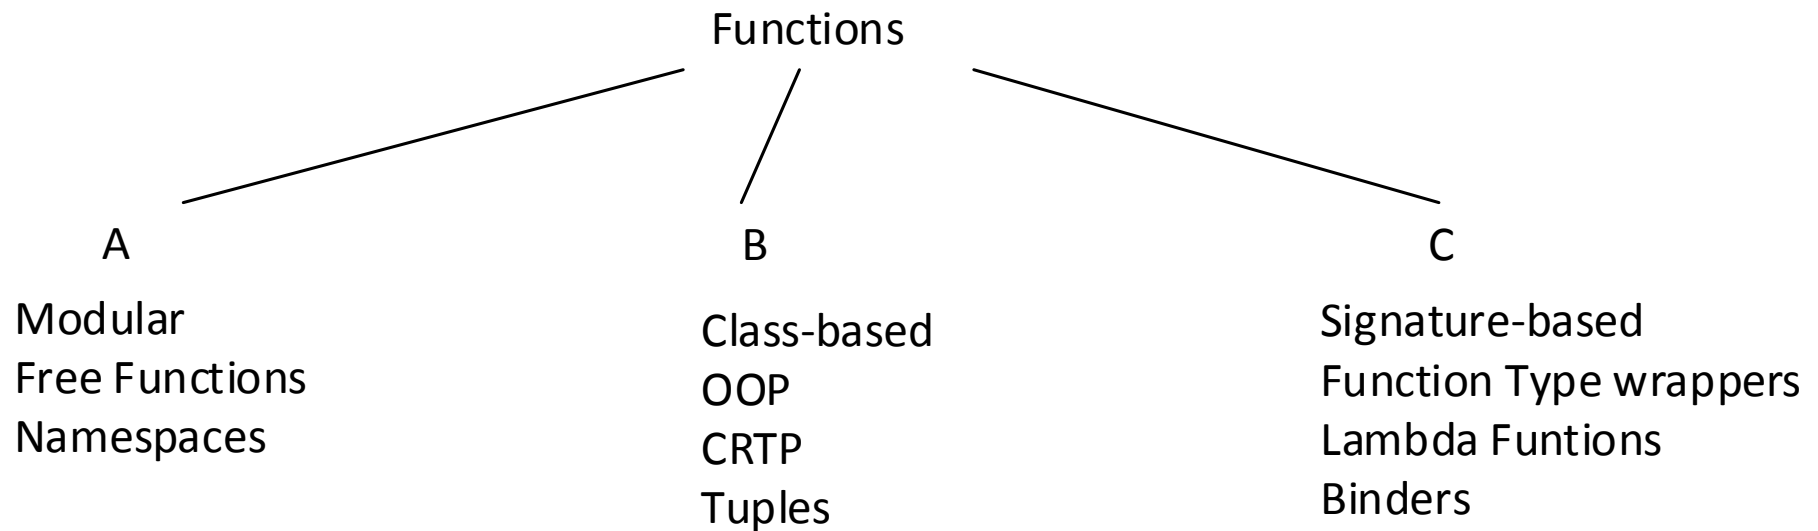 Functions
A
B
C
Modular
Free Functions
Namespaces
Class-based
OOP
CRTP
Tuples
Signature-based
Function Type wrappers
Lambda Funtions
Binders